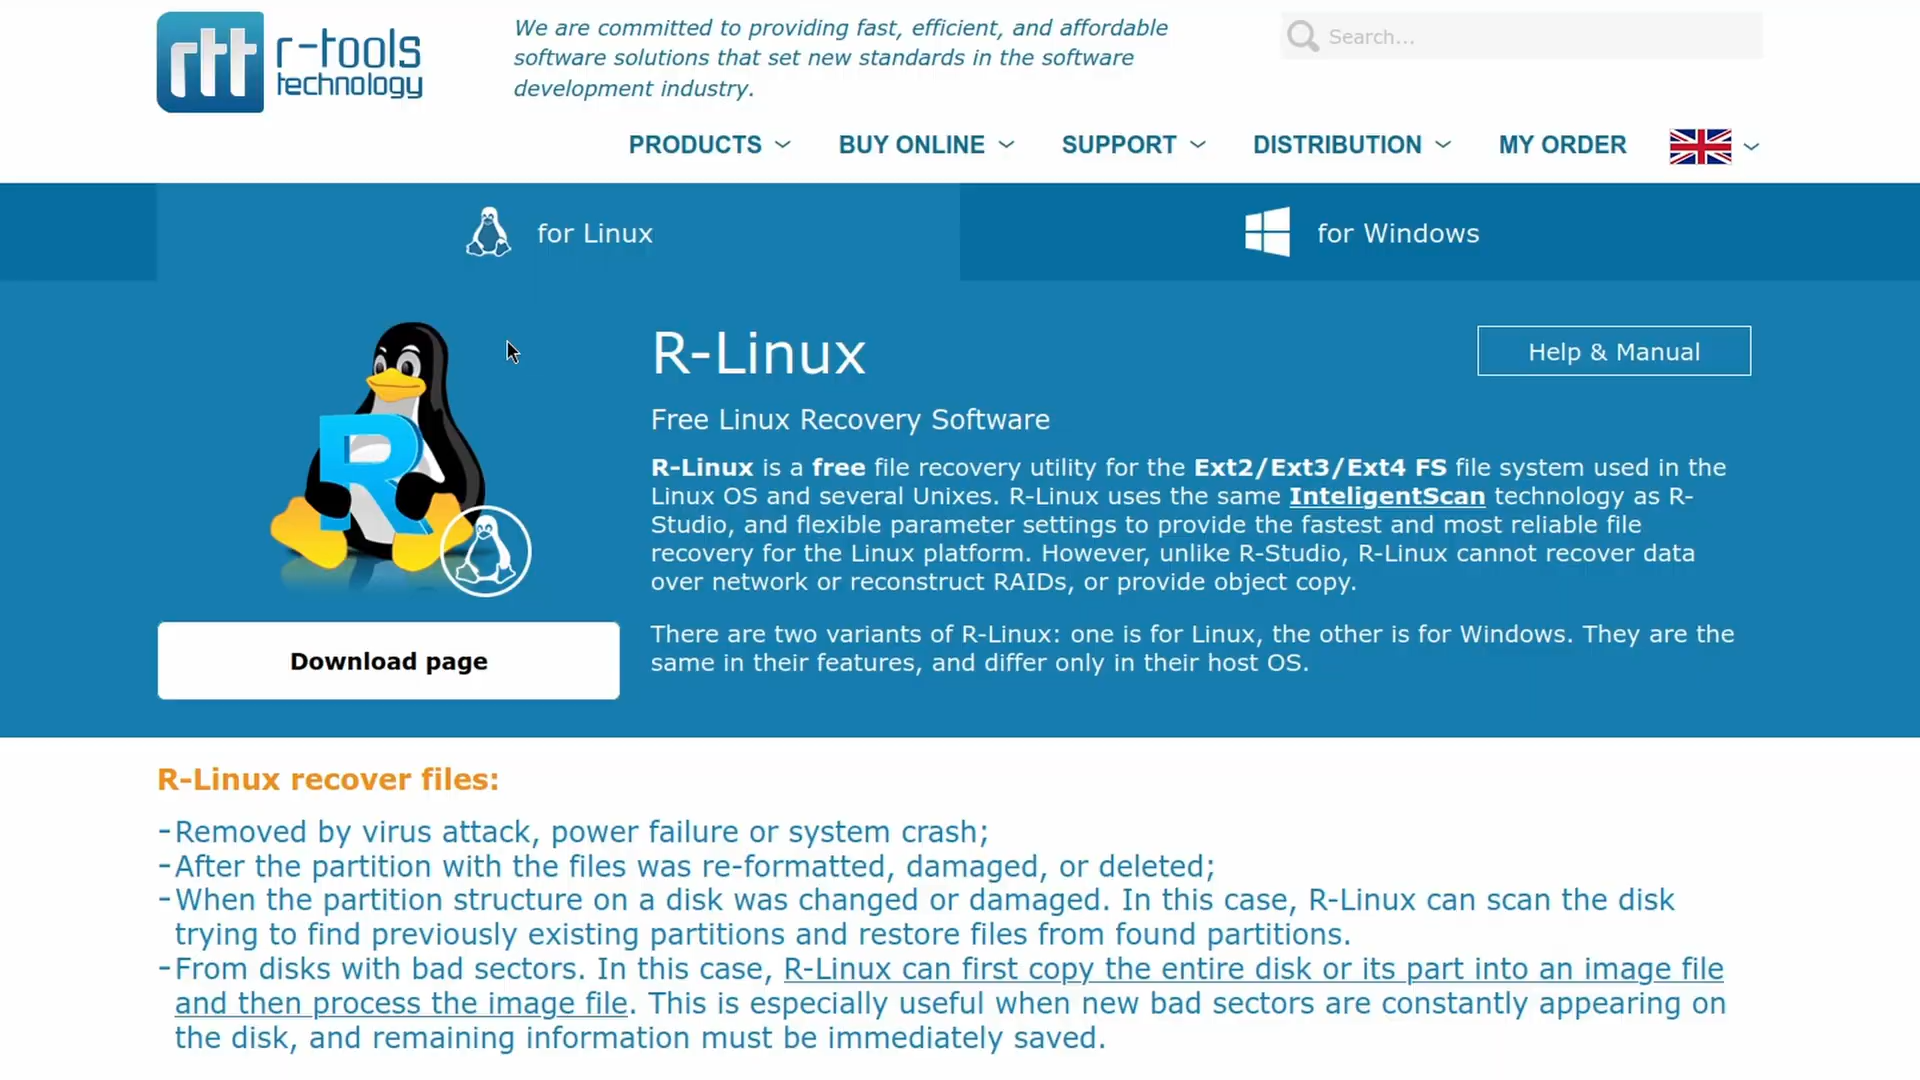 rtt r-tools technology
We are committed to providing fast, efficient, and affordable
software solutions that set new standards in the software
development industry.
Search...
PRODUCTS BUY ONLINE SUPPORT DISTRIBUTION MY ORDER
for Linux
for Windows
R
R-Linux
Help & Manual
Free Linux Recovery Software
R-Linux is a free file recovery utility for the Ext2/Ext3/Ext4 FS file system used in the
Linux OS and several Unixes. R-Linux uses the same InteligentScan technology as R-
Studio, and flexible parameter settings to provide the fastest and most reliable file
recovery for the Linux platform. However, unlike R-Studio, R-Linux cannot recover data
over network or reconstruct RAIDs, or provide object copy.
There are two variants of R-Linux: one is for Linux, the other is for Windows. They are the
same in their features, and differ only in their host OS.
Download page
R-Linux recover files:
-Removed by virus attack, power failure or system crash;
-After the partition with the files was re-formatted, damaged, or deleted;
-When the partition structure on a disk was changed or damaged. In this case, R-Linux can scan the disk
trying to find previously existing partitions and restore files from found partitions.
-From disks with bad sectors. In this case, R-Linux can first copy the entire disk or its part into an image file
and then process the image file. This is especially useful when new bad sectors are constantly appearing on
the disk, and remaining information must be immediately saved.